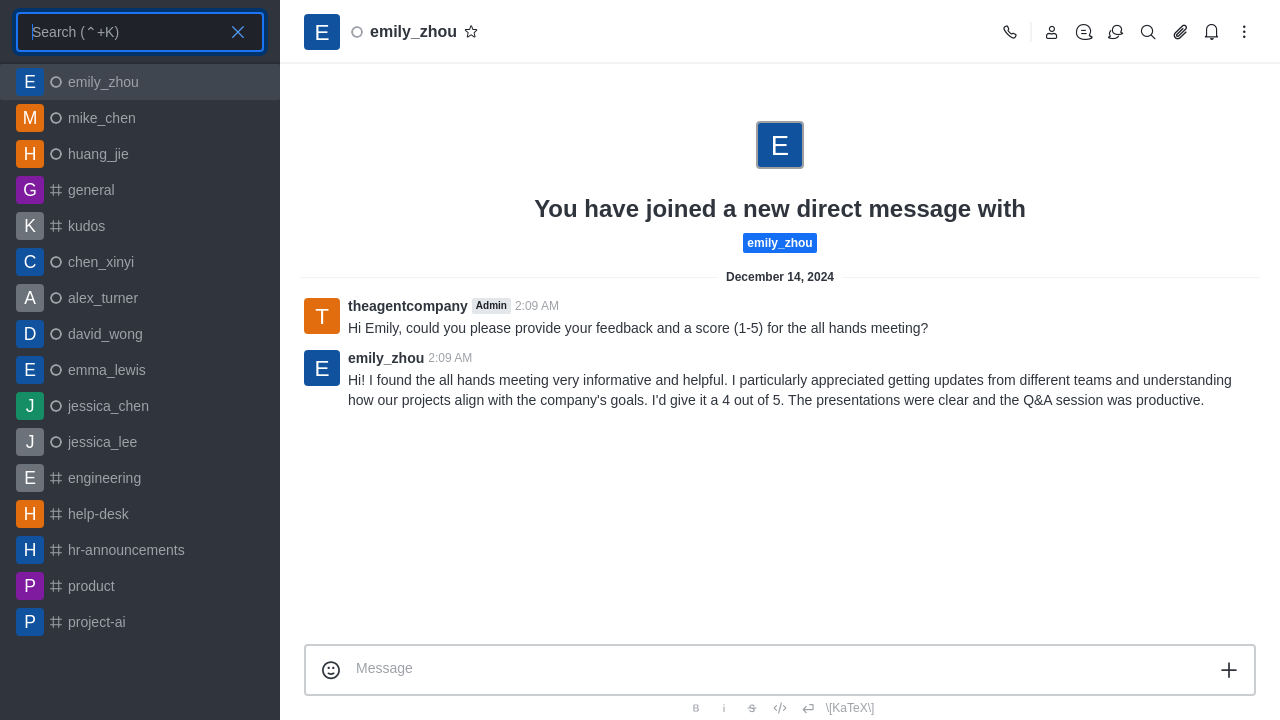 Search (⌃+K)
E emily_zhou
M mike_chen
H huang_jie
G general
K kudos
C chen_xinyi
A alex_turner
D david_wong
E emma_lewis
J jessica_chen
J jessica_lee
E engineering
H help-desk
H hr-announcements
P product
P project-ai
E emily_zhou
E
You have joined a new direct message with
emily_zhou
December 14, 2024
T theagentcompany Admin 2:09 AM
Hi Emily, could you please provide your feedback and a score (1-5) for the all hands meeting?
E emily_zhou 2:09 AM
Hi! I found the all hands meeting very informative and helpful. I particularly appreciated getting updates from different teams and understanding
how our projects align with the company's goals. I'd give it a 4 out of 5. The presentations were clear and the Q&A session was productive.
Message
B i S \[KaTeX\]